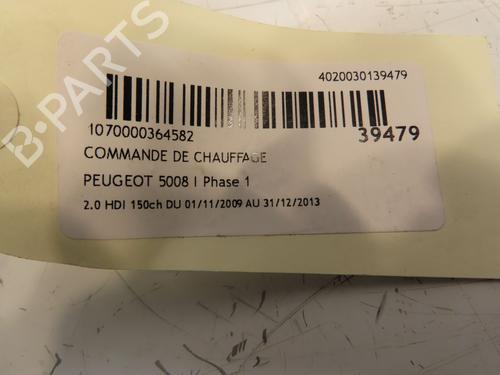 4020030139479
1070000364582
39479
COMMANDE DE CHAUFFAGE
PEUGEOT 5008 I Phase 1
2.0 HDI 150ch DU 01/11/2009 AU 31/12/2013